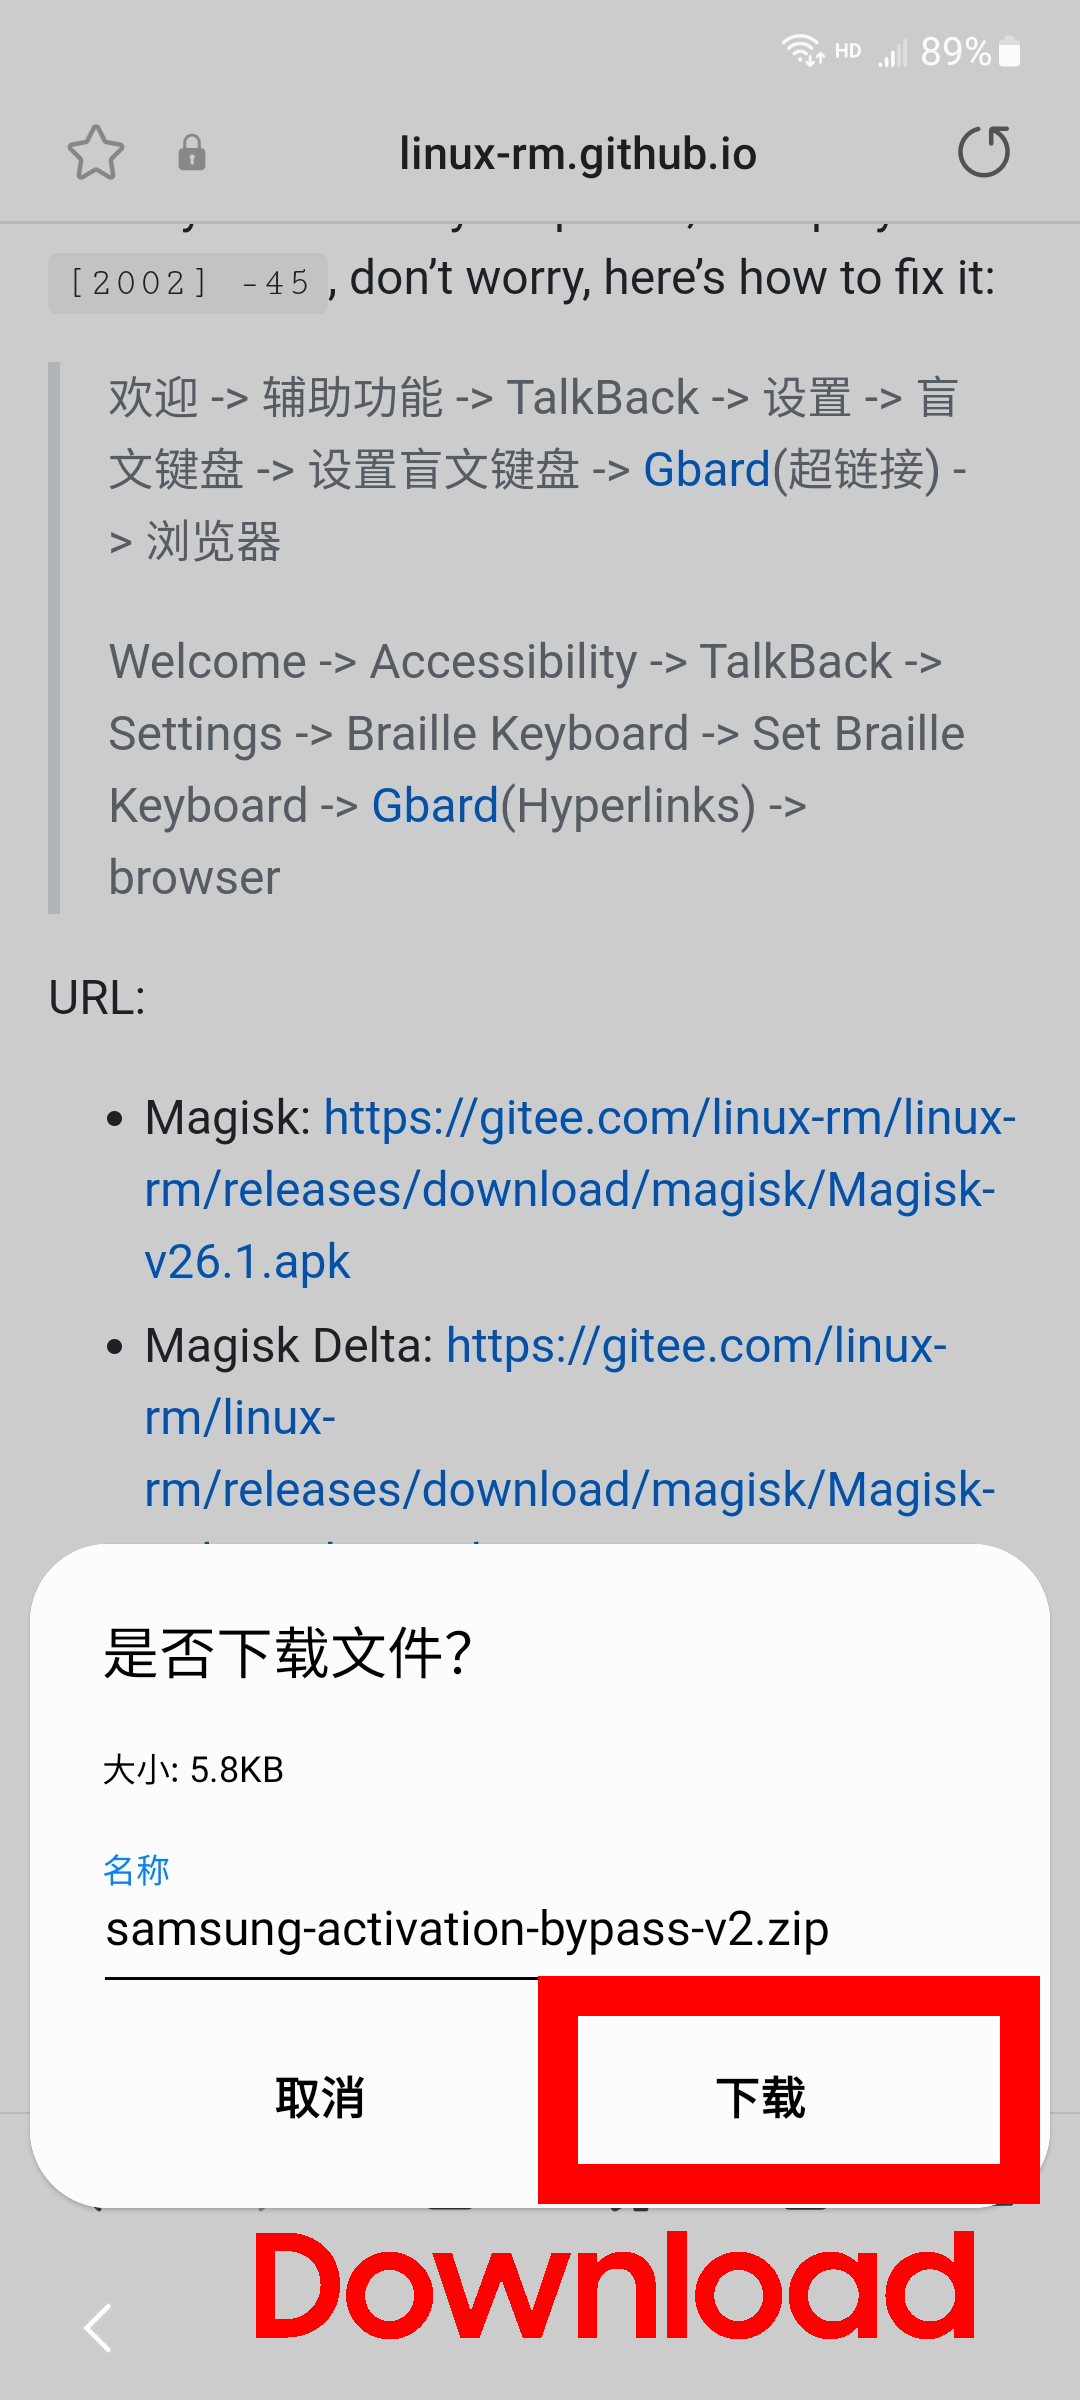 HD 89%
linux-rm.github.io
[2002] -45, don’t worry, here’s how to fix it:
欢迎 -> 辅助功能 -> TalkBack -> 设置 -> 盲
文键盘 -> 设置盲文键盘 -> Gbard(超链接) -
> 浏览器
Welcome -> Accessibility -> TalkBack ->
Settings -> Braille Keyboard -> Set Braille
Keyboard -> Gbard(Hyperlinks) ->
browser
URL:
• Magisk: https://gitee.com/linux-
rm/linux-
rm/releases/download/magisk/Magisk-
v26.1.apk
• Magisk Delta: https://gitee.com/linux-
rm/linux-
rm/releases/download/magisk/Magisk-
是否下载文件?
大小: 5.8KB
名称
samsung-activation-bypass-v2.zip
取消 下载
Download